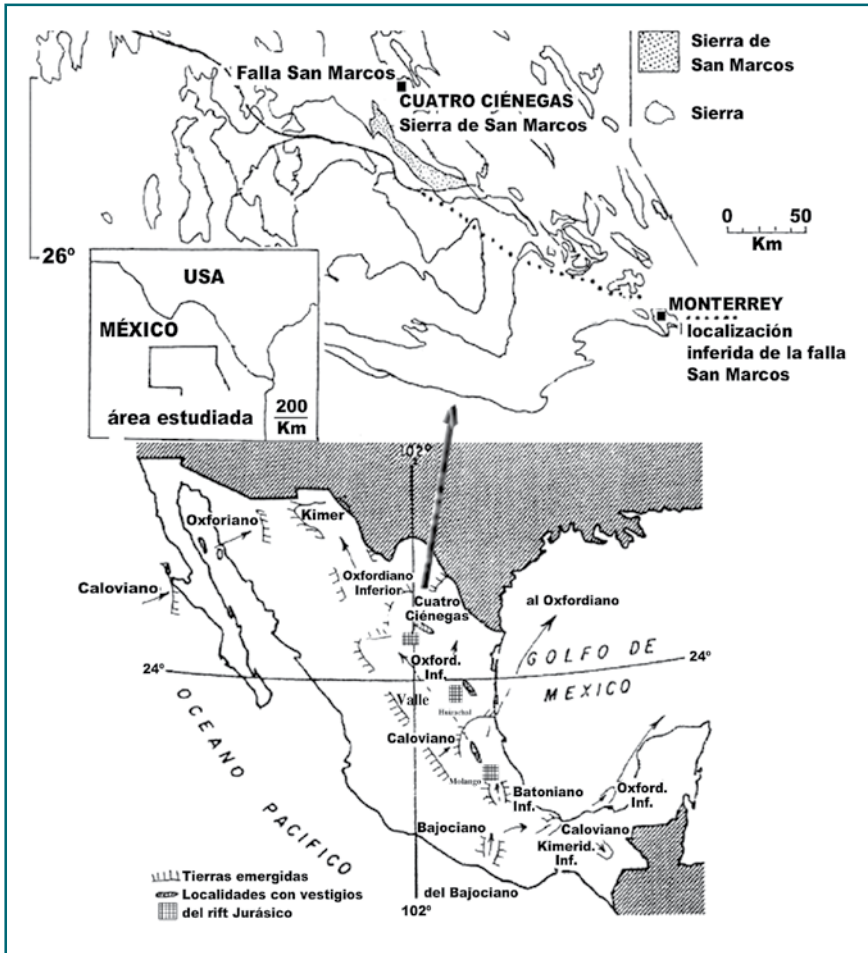 Sierra de
San Marcos
Sierra
Falla San Marcos
CUATRO CIÉNEGAS
Sierra de San Marcos
0 50
Km
26º
USA
MÉXICO
área estudiada
200
Km
MONTERREY
localización
inferida de la falla
San Marcos
102º
Oxforiano
Kimer
Caloviano
Oxfordiano
Inferior
Cuatro
Ciénegas
al Oxfordiano
24º
Oxford.
Inf.
GOLFO DE
MEXICO
24º
Valle
Huizachal
Caloviano
Molango
OCEANO PACIFICO
Batoniano
Inf.
Oxford.
Inf.
Bajociano
Caloviano
Kimerid.
Inf.
Tierras emergidas
Localidades con vestigios
del rift Jurásico
del Bajociano
102º